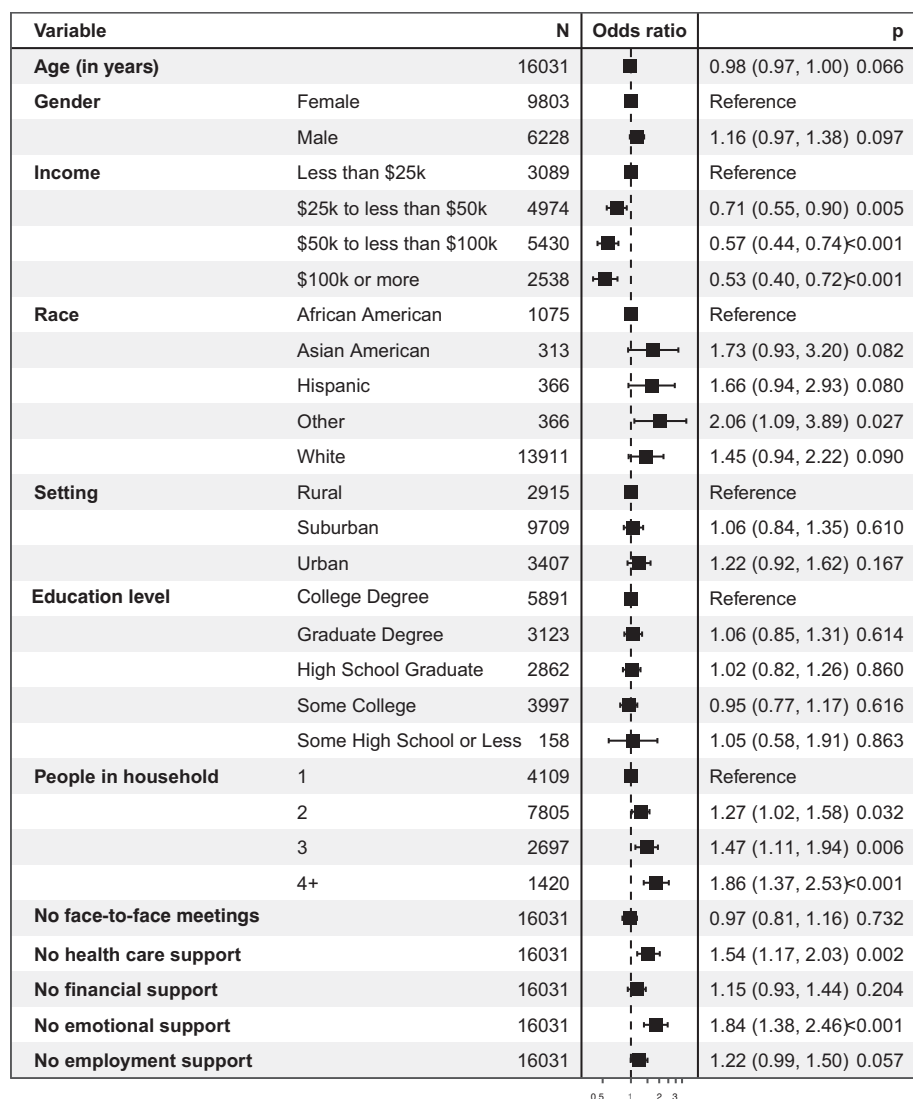 Variable N Odds ratio p
Age (in years) 16031 0.98 (0.97, 1.00) 0.066
Gender Female 9803 Reference
Male 6228 1.16 (0.97, 1.38) 0.097
Income Less than $25k 3089 Reference
$25k to less than $50k 4974 0.71 (0.55, 0.90) 0.005
$50k to less than $100k 5430 0.57 (0.44, 0.74) <0.001
$100k or more 2538 0.53 (0.40, 0.72) <0.001
Race African American 1075 Reference
Asian American 313 1.73 (0.93, 3.20) 0.082
Hispanic 366 1.66 (0.94, 2.93) 0.080
Other 366 2.06 (1.09, 3.89) 0.027
White 13911 1.45 (0.94, 2.22) 0.090
Setting Rural 2915 Reference
Suburban 9709 1.06 (0.84, 1.35) 0.610
Urban 3407 1.22 (0.92, 1.62) 0.167
Education level College Degree 5891 Reference
Graduate Degree 3123 1.06 (0.85, 1.31) 0.614
High School Graduate 2862 1.02 (0.82, 1.26) 0.860
Some College 3997 0.95 (0.77, 1.17) 0.616
Some High School or Less 158 1.05 (0.58, 1.91) 0.863
People in household 1 4109 Reference
2 7805 1.27 (1.02, 1.58) 0.032
3 2697 1.47 (1.11, 1.94) 0.006
4+ 1420 1.86 (1.37, 2.53) <0.001
No face-to-face meetings 16031 0.97 (0.81, 1.16) 0.732
No health care support 16031 1.54 (1.17, 2.03) 0.002
No financial support 16031 1.15 (0.93, 1.44) 0.204
No emotional support 16031 1.84 (1.38, 2.46) <0.001
No employment support 16031 1.22 (0.99, 1.50) 0.057
0.5 1 2 3